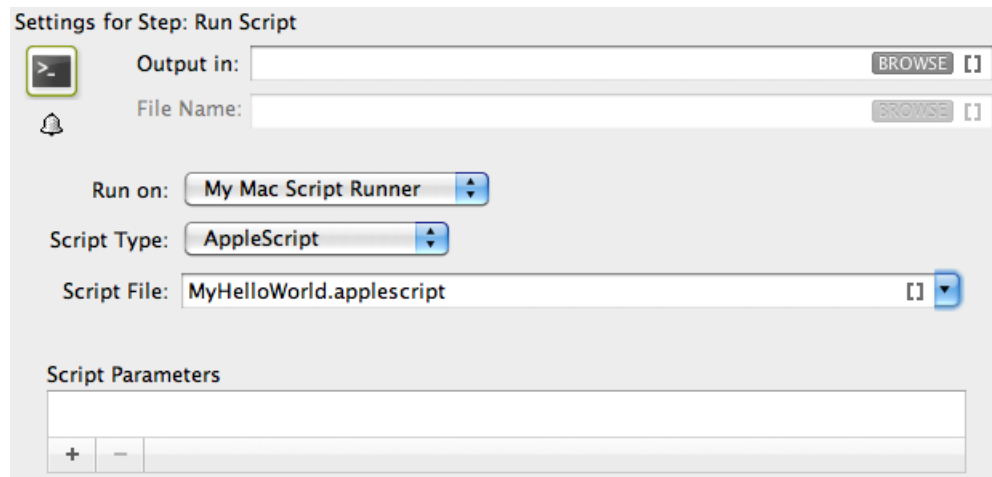 Settings for Step: Run Script
>_
Output in: BROWSE []
File Name: BROWSE []
Run on: My Mac Script Runner
Script Type: AppleScript
Script File: MyHelloWorld.applescript []
Script Parameters
+ −